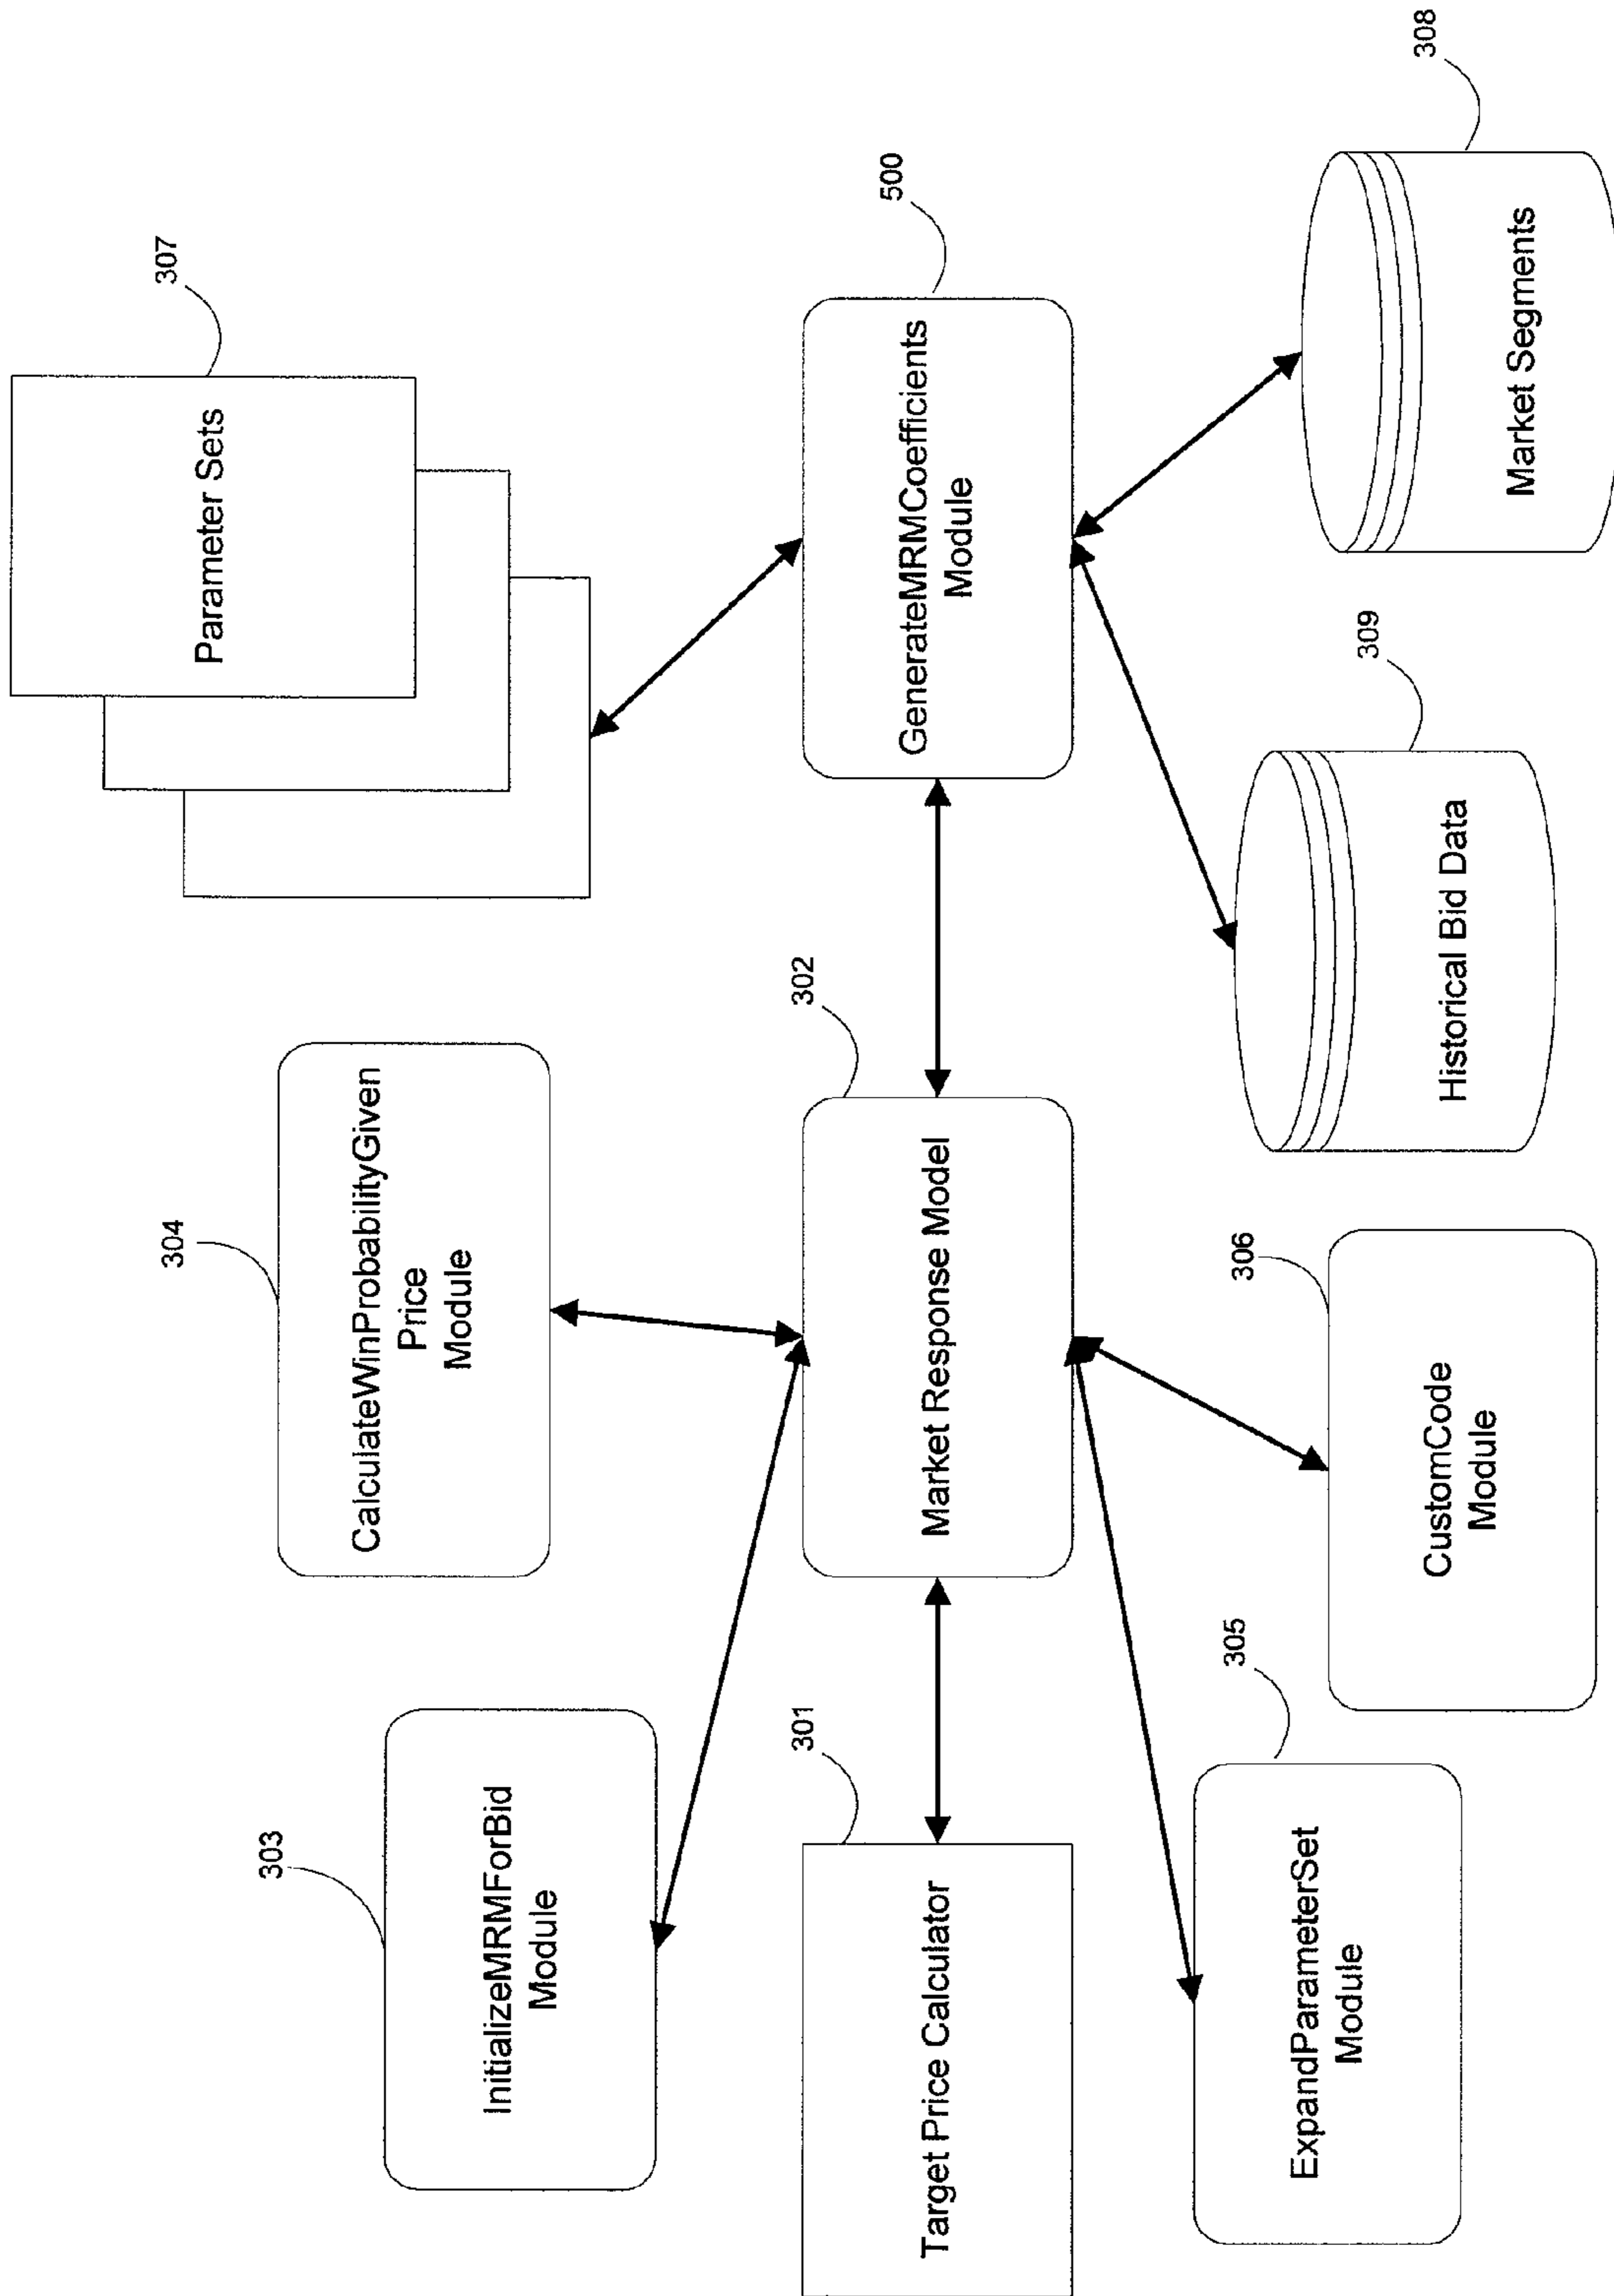 307
Parameter Sets
304
CalculateWinProbabilityGiven
Price
Module
303
InitializeMRMForBid
Module
301
Target Price Calculator
302
Market Response Model
500
GenerateMRMCoefficients
Module
305
ExpandParameterSet
Module
306
CustomCode
Module
309
Historical Bid Data
308
Market Segments